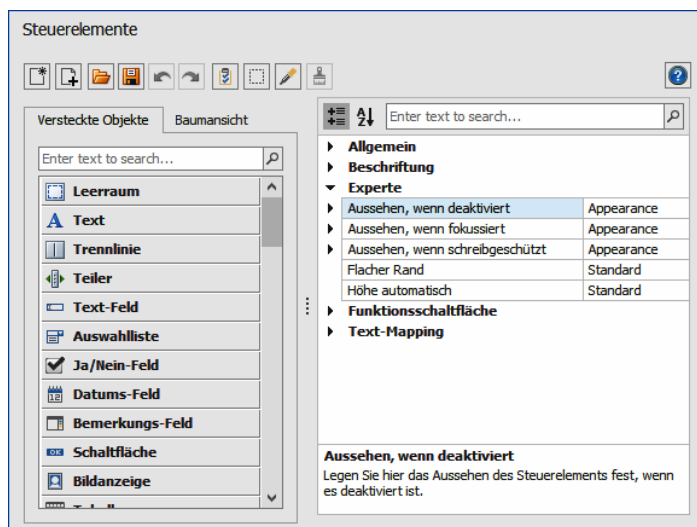 Steuerelemente
Versteckte Objekte
Baumansicht
Enter text to search...
Leerraum
A Text
Trennlinie
Teiler
Text-Feld
Auswahlliste
Ja/Nein-Feld
12 Datums-Feld
Bemerkungs-Feld
OK Schaltfläche
Bildanzeige
A Z
Enter text to search...
?
Allgemein
Beschriftung
Experte
Aussehen, wenn deaktiviert Appearance
Aussehen, wenn fokussiert Appearance
Aussehen, wenn schreibgeschützt Appearance
Flacher Rand Standard
Höhe automatisch Standard
Funktionsschaltfläche
Text-Mapping
Aussehen, wenn deaktiviert
Legen Sie hier das Aussehen des Steuerelements fest, wenn
es deaktiviert ist.